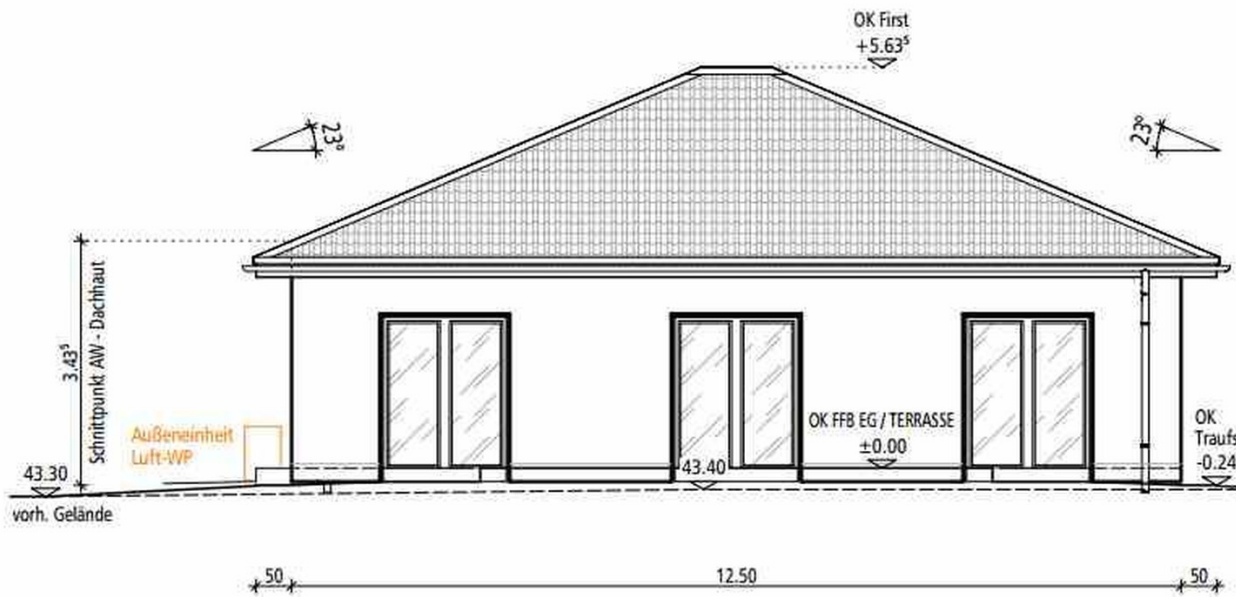 OK First
+5.63⁵
23°
23°
Schnittpunkt AW - Dachhaut
3.43⁵
Außeneinheit
Luft-WP
OK FFB EG / TERRASSE
±0.00
OK
Traufs
-0.24
43.30
43.40
vorh. Gelände
50
12.50
50